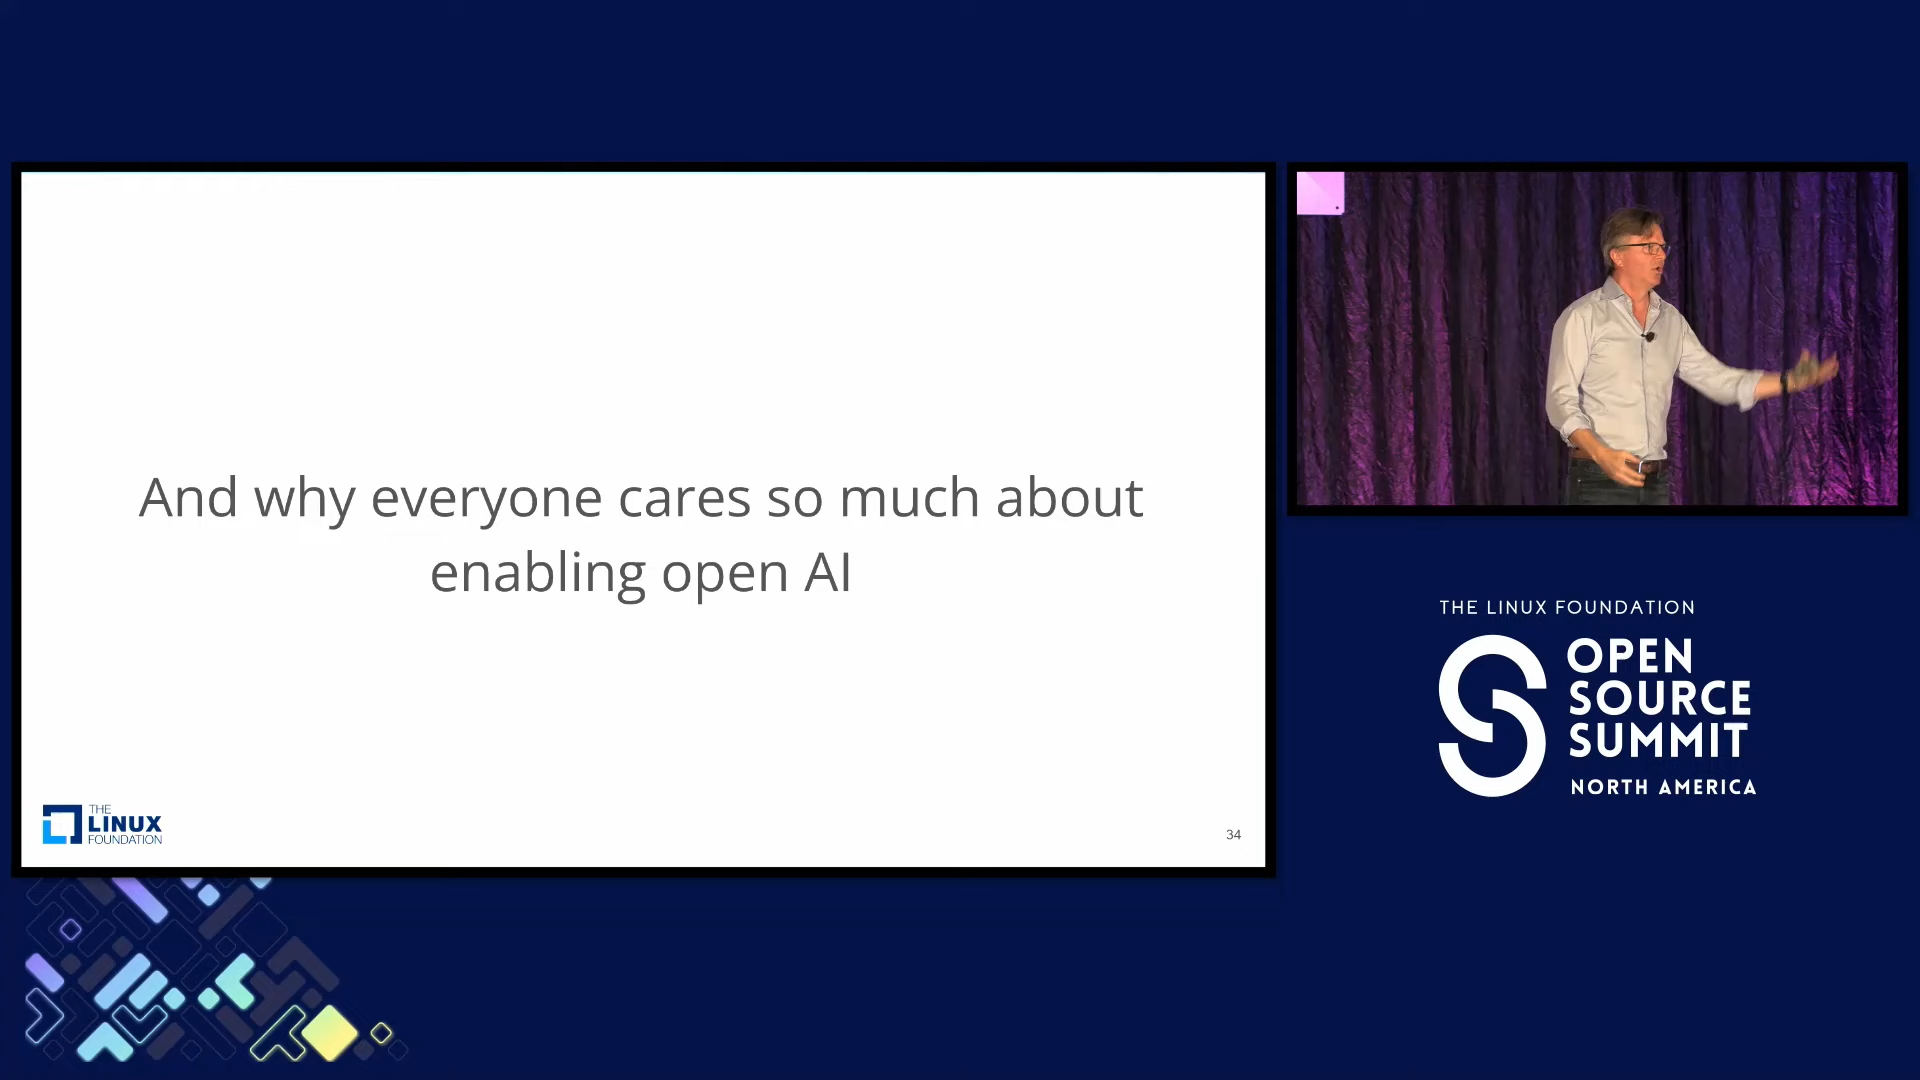 And why everyone cares so much about
enabling open AI
THE
LINUX
FOUNDATION
34
THE LINUX FOUNDATION
OPEN
SOURCE
SUMMIT
NORTH AMERICA